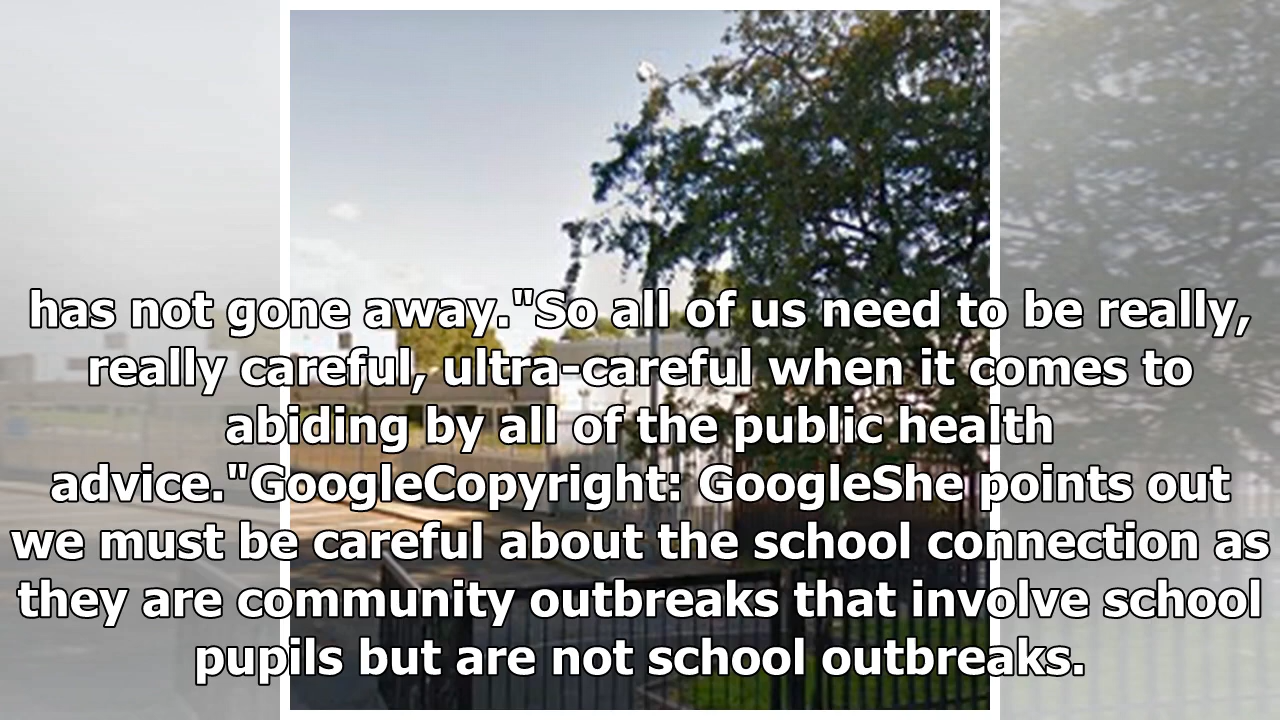 has not gone away."So all of us need to be really,
really careful, ultra-careful when it comes to
abiding by all of the public health
advice."GoogleCopyright: GoogleShe points out
we must be careful about the school connection as
they are community outbreaks that involve school
pupils but are not school outbreaks.